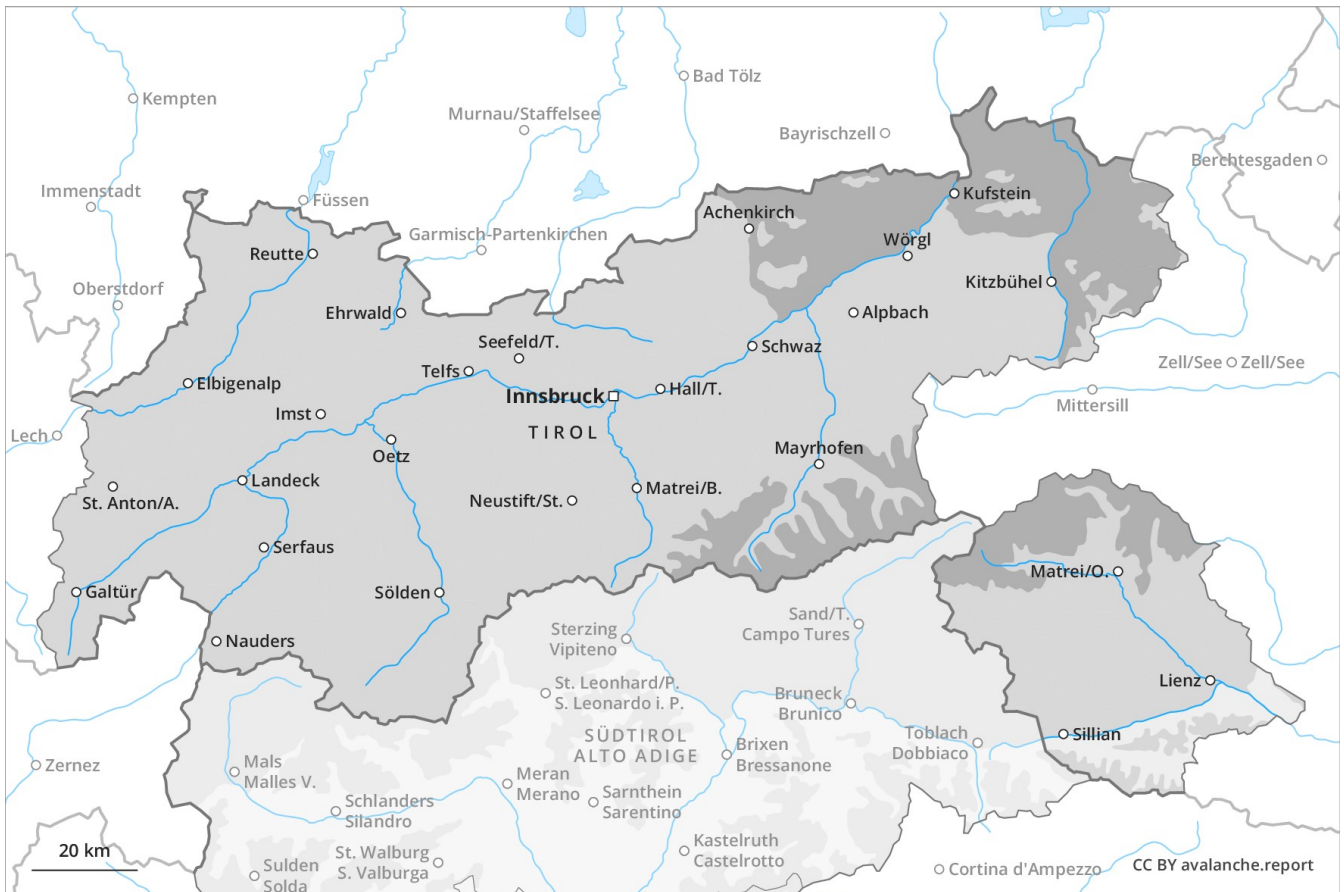 Kempten
Bad Tölz
Murnau/Staffelsee
Bayrischzell
Berchtesgaden
Immenstadt
Füssen
Kufstein
Achenkirch
Garmisch-Partenkirchen
Wörgl
Reutte
Oberstdorf
Kitzbühel
Ehrwald
Alpbach
Seefeld/T.
Schwaz
Zell/See
Zell/See
Telfs
Elbigenalp
Innsbruck
Hall/T.
Mittersill
Imst
TIROL
Lech
Oetz
Mayrhofen
Landeck
St. Anton/A.
Neustift/St.
Matrei/B.
Serfaus
Matrei/O.
Galtür
Sölden
Sand/T.
Campo Tures
Nauders
Sterzing
Vipiteno
St. Leonhard/P.
S. Leonardo i. P.
Bruneck
Brunico
Lienz
SÜDTIROL
ALTO ADIGE
Toblach
Dobbiaco
Sillian
Brixen
Bressanone
Zernez
Mals
Malles V.
Meran
Merano
Sarnthein
Sarentino
Schlanders
Silandro
Kastelruth
Castelrotto
20 km
St. Walburg
S. Valburga
Sulden
Solda
Cortina d'Ampezzo
CC BY avalanche.report